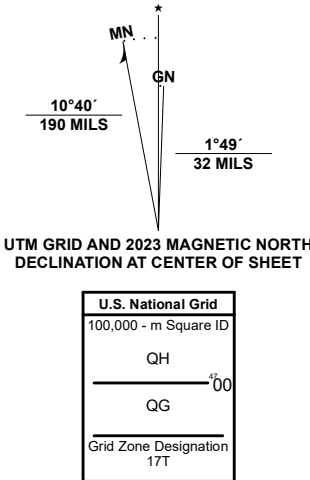 ★
MN
GN
10°40´
190 MILS
1°49´
32 MILS
UTM GRID AND 2023 MAGNETIC NORTH
DECLINATION AT CENTER OF SHEET
U.S. National Grid
100,000 - m Square ID
QH
4700
QG
Grid Zone Designation
17T